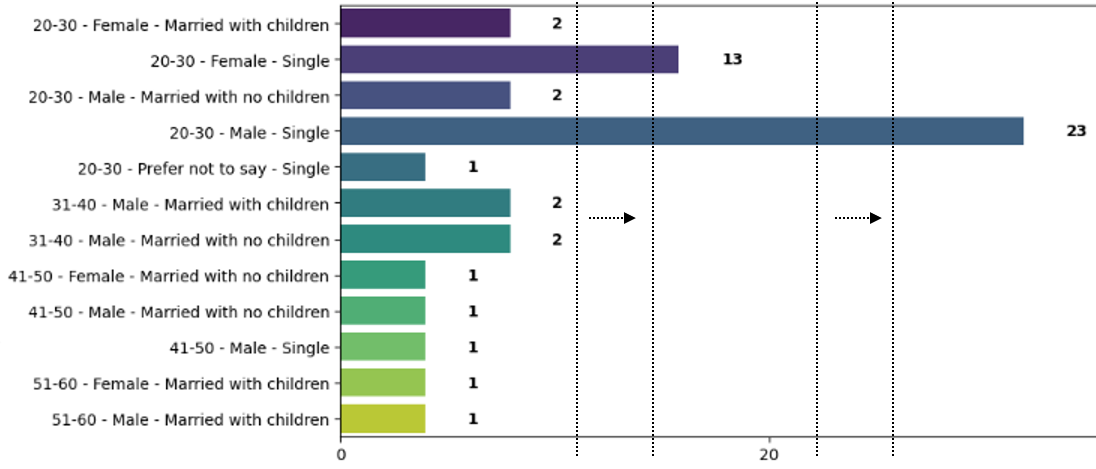 20-30 - Female - Married with children 2
20-30 - Female - Single 13
20-30 - Male - Married with no children 2
20-30 - Male - Single 23
20-30 - Prefer not to say - Single 1
31-40 - Male - Married with children 2
31-40 - Male - Married with no children 2
41-50 - Female - Married with no children 1
41-50 - Male - Married with no children 1
41-50 - Male - Single 1
51-60 - Female - Married with children 1
51-60 - Male - Married with children 1
0 20